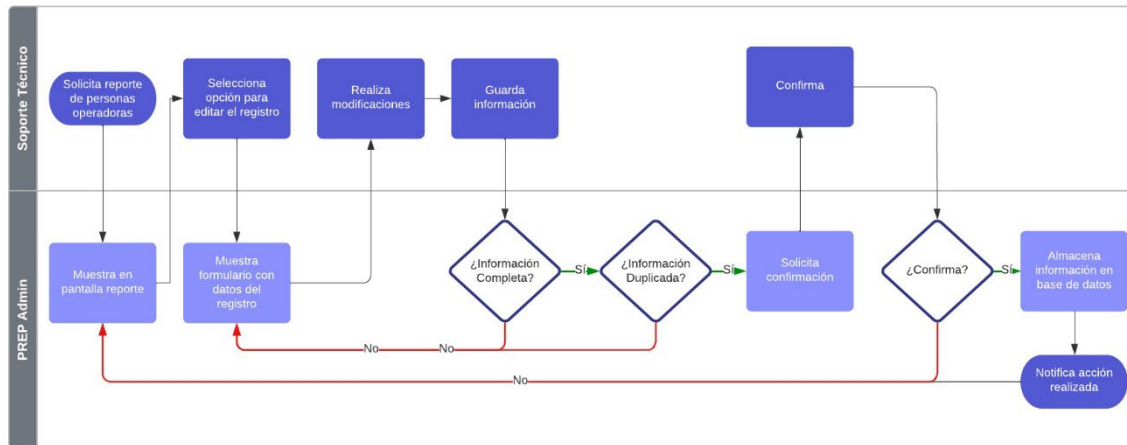 Soporte Técnico
Solicita reporte
de personas
operadoras
Selecciona
opción para
editar el registro
Realiza
modificaciones
Guarda
información
Confirma
PREP Admin
Muestra en
pantalla reporte
Muestra
formulario con
datos del
registro
¿Información
Completa?
Sí
¿Información
Duplicada?
Sí
Solicita
confirmación
¿Confirma?
Sí
Almacena
información en
base de datos
No
No
No
Notifica acción
realizada